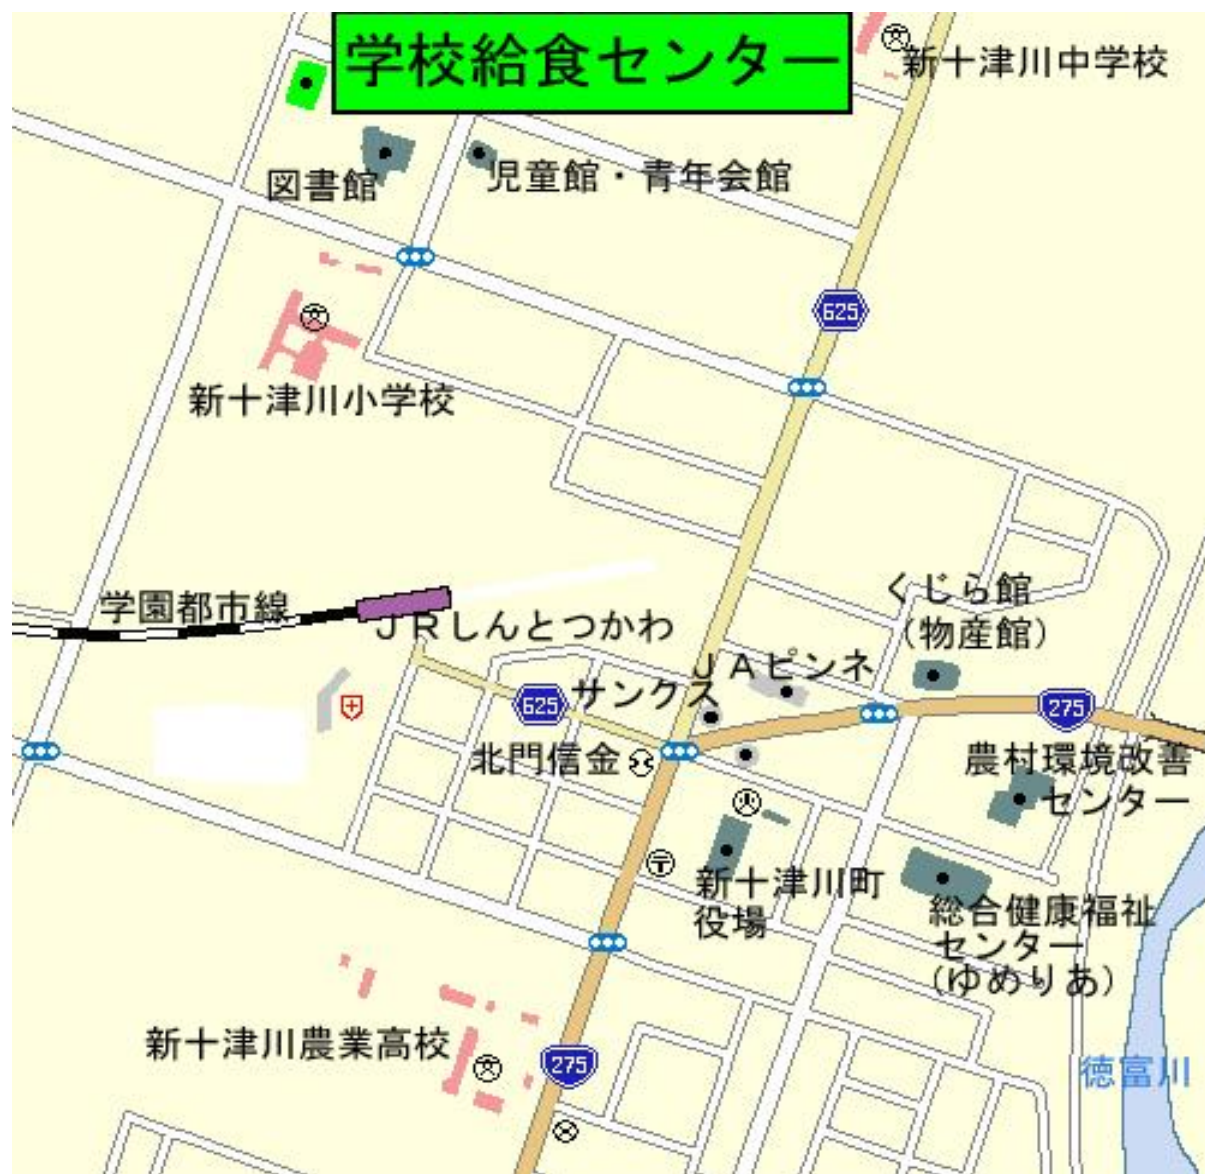 学校給食センター
新十津川中学校
図書館
児童館・青年会館
625
新十津川小学校
くじら館
(物産館)
学園都市線
JRしんとつかわ
JAピンネ
サンクス
625
275
北門信金
農村環境改善
センター
新十津川町
役場
総合健康福祉
センター
(ゆめりあ)
新十津川農業高校
275
徳富川